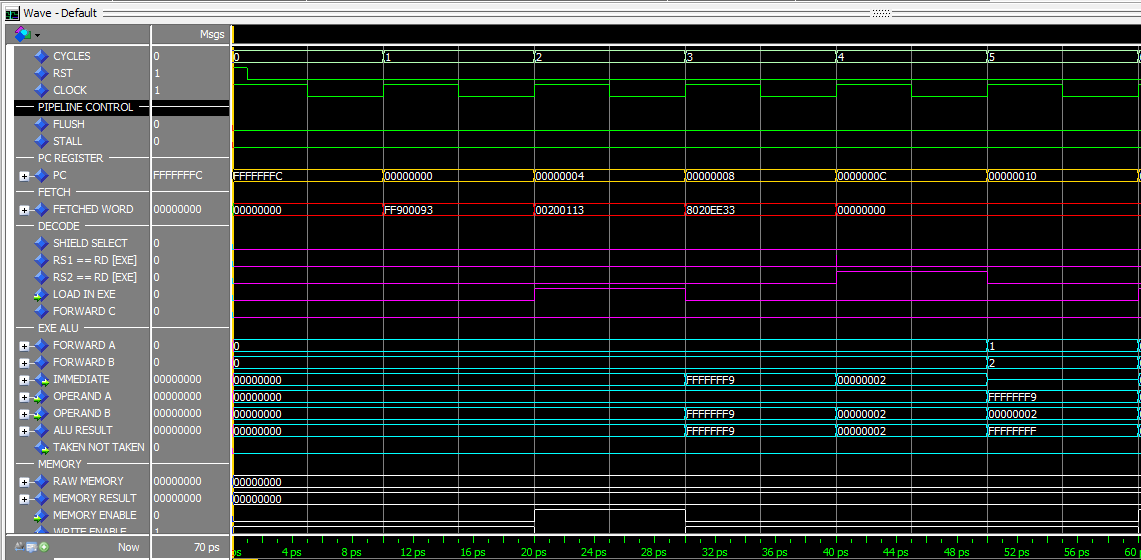 Wave - Default
Msgs
CYCLES 0 0 1 2 3 4 5
RST 1
CLOCK 1
PIPELINE CONTROL
FLUSH 0
STALL 0
PC REGISTER
PC FFFFFFFC FFFFFFFC 00000000 00000004 00000008 0000000C 00000010
FETCH
FETCHED WORD 00000000 00000000 FF900093 00200113 8020EE33 00000000
DECODE
SHIELD SELECT 0
RS1 == RD [EXE] 0
RS2 == RD [EXE] 0
LOAD IN EXE 0
FORWARD C 0
EXE ALU
FORWARD A 0 0 1
FORWARD B 0 0 2
IMMEDIATE 00000000 00000000 FFFFFFF9 00000002
OPERAND A 00000000 00000000 FFFFFFF9
OPERAND B 00000000 00000000 FFFFFFF9 00000002 00000002
ALU RESULT 00000000 00000000 FFFFFFF9 00000002 FFFFFFFF
TAKEN NOT TAKEN 0
MEMORY
RAW MEMORY 00000000 00000000
MEMORY RESULT 00000000 00000000
MEMORY ENABLE 0
WRITE ENABLE 1
Now 70 ps ps 4 ps 8 ps 12 ps 16 ps 20 ps 24 ps 28 ps 32 ps 36 ps 40 ps 44 ps 48 ps 52 ps 56 ps 60